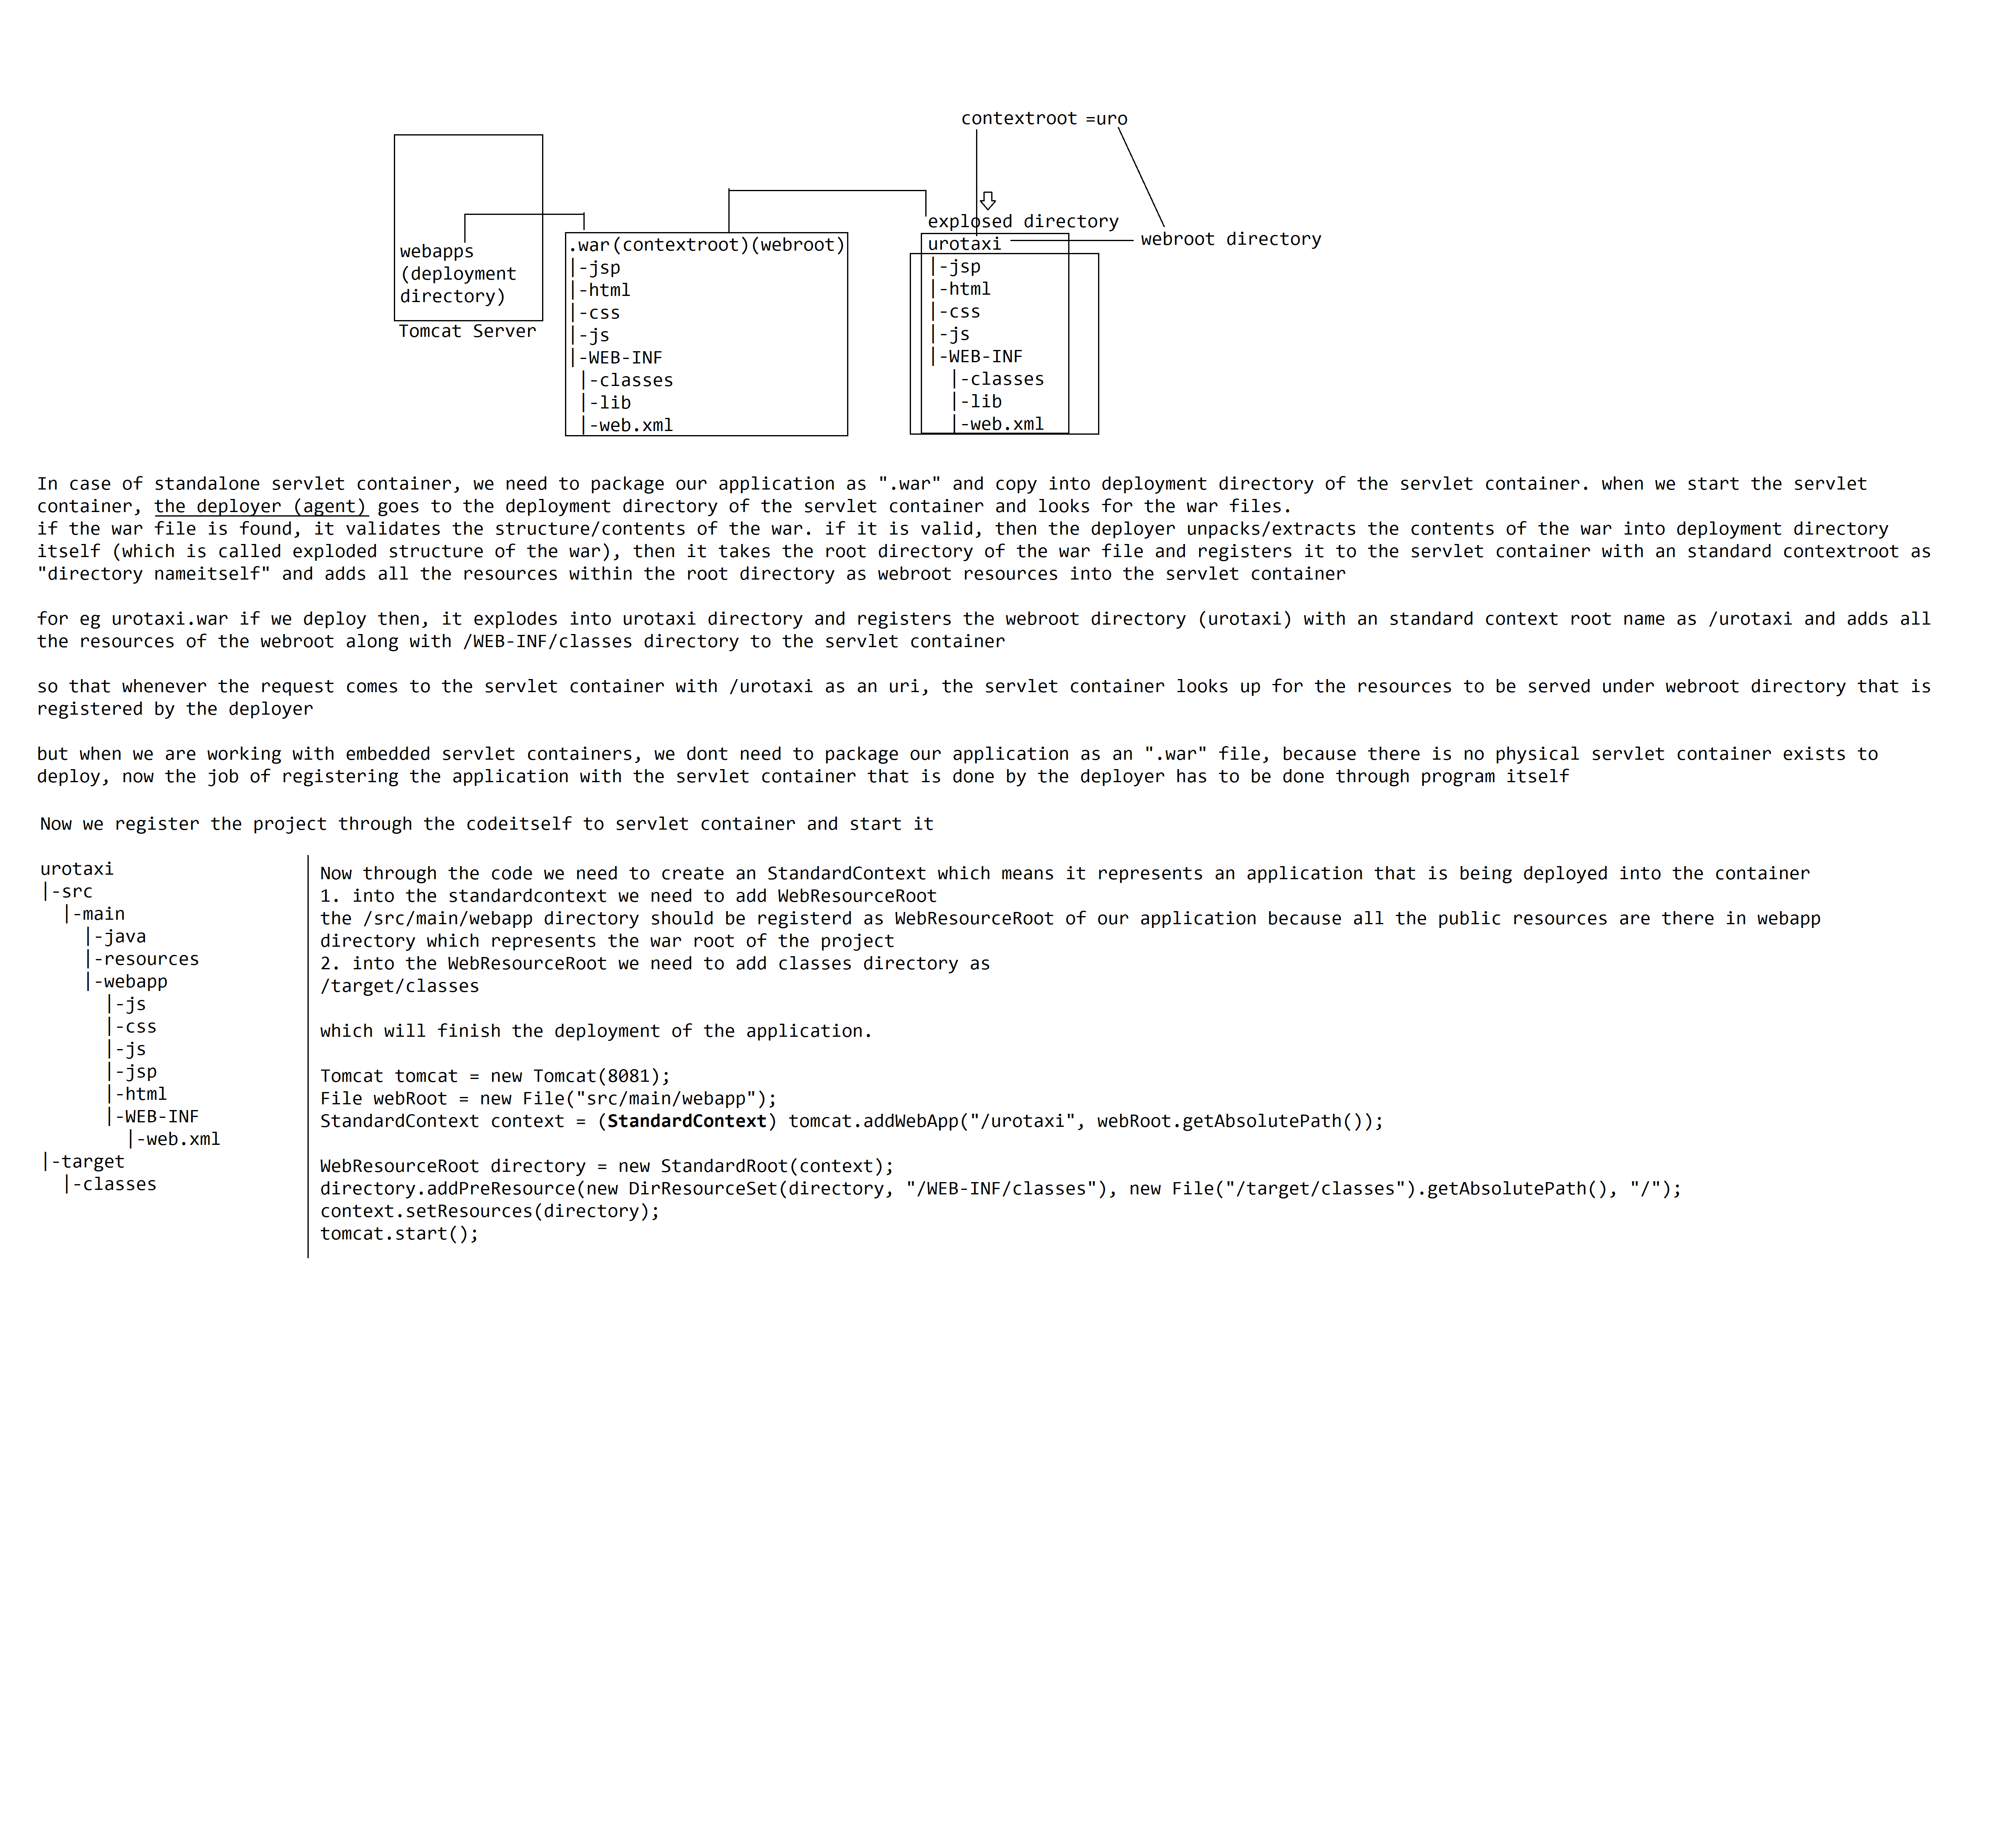 contextroot =uro
explosed directory
webapps
(deployment
directory)
Tomcat Server
.war(contextroot)(webroot)
|-jsp
|-html
|-css
|-js
|-WEB-INF
|-classes
|-lib
|-web.xml
urotaxi
|-jsp
|-html
|-css
|-js
|-WEB-INF
|-classes
|-lib
|-web.xml
webroot directory
In case of standalone servlet container, we need to package our application as ".war" and copy into deployment directory of the servlet container. when we start the servlet
container, the deployer (agent) goes to the deployment directory of the servlet container and looks for the war files.
if the war file is found, it validates the structure/contents of the war. if it is valid, then the deployer unpacks/extracts the contents of the war into deployment directory
itself (which is called exploded structure of the war), then it takes the root directory of the war file and registers it to the servlet container with an standard contextroot as
"directory nameitself" and adds all the resources within the root directory as webroot resources into the servlet container
for eg urotaxi.war if we deploy then, it explodes into urotaxi directory and registers the webroot directory (urotaxi) with an standard context root name as /urotaxi and adds all
the resources of the webroot along with /WEB-INF/classes directory to the servlet container
so that whenever the request comes to the servlet container with /urotaxi as an uri, the servlet container looks up for the resources to be served under webroot directory that is
registered by the deployer
but when we are working with embedded servlet containers, we dont need to package our application as an ".war" file, because there is no physical servlet container exists to
deploy, now the job of registering the application with the servlet container that is done by the deployer has to be done through program itself
Now we register the project through the codeitself to servlet container and start it
urotaxi
|-src
|-main
|-java
|-resources
|-webapp
|-js
|-css
|-js
|-jsp
|-html
|-WEB-INF
|-web.xml
|-target
|-classes
Now through the code we need to create an StandardContext which means it represents an application that is being deployed into the container
1. into the standardcontext we need to add WebResourceRoot
the /src/main/webapp directory should be registerd as WebResourceRoot of our application because all the public resources are there in webapp
directory which represents the war root of the project
2. into the WebResourceRoot we need to add classes directory as
/target/classes
which will finish the deployment of the application.
Tomcat tomcat = new Tomcat(8081);
File webRoot = new File("src/main/webapp");
StandardContext context = (StandardContext) tomcat.addWebApp("/urotaxi", webRoot.getAbsolutePath());
WebResourceRoot directory = new StandardRoot(context);
directory.addPreResource(new DirResourceSet(directory, "/WEB-INF/classes"), new File("/target/classes").getAbsolutePath(), "/");
context.setResources(directory);
tomcat.start();